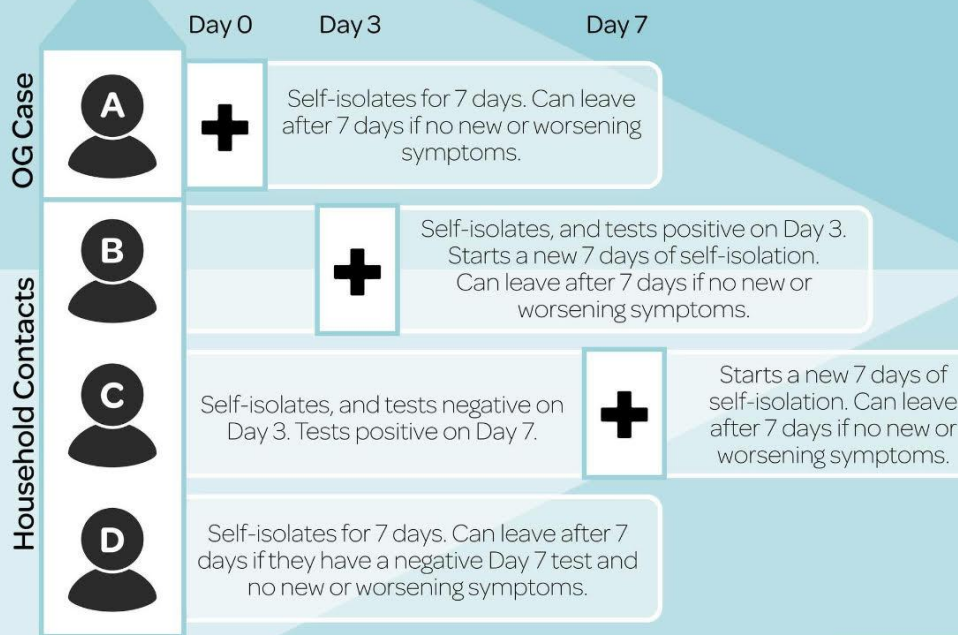 Day 0
Day 3
Day 7
OG Case
A
Self-isolates for 7 days. Can leave
after 7 days if no new or worsening
symptoms.
Household Contacts
B
Self-isolates, and tests positive on Day 3.
Starts a new 7 days of self-isolation.
Can leave after 7 days if no new or
worsening symptoms.
C
Self-isolates, and tests negative on
Day 3. Tests positive on Day 7.
Starts a new 7 days of
self-isolation. Can leave
after 7 days if no new or
worsening symptoms.
D
Self-isolates for 7 days. Can leave after 7
days if they have a negative Day 7 test and
no new or worsening symptoms.